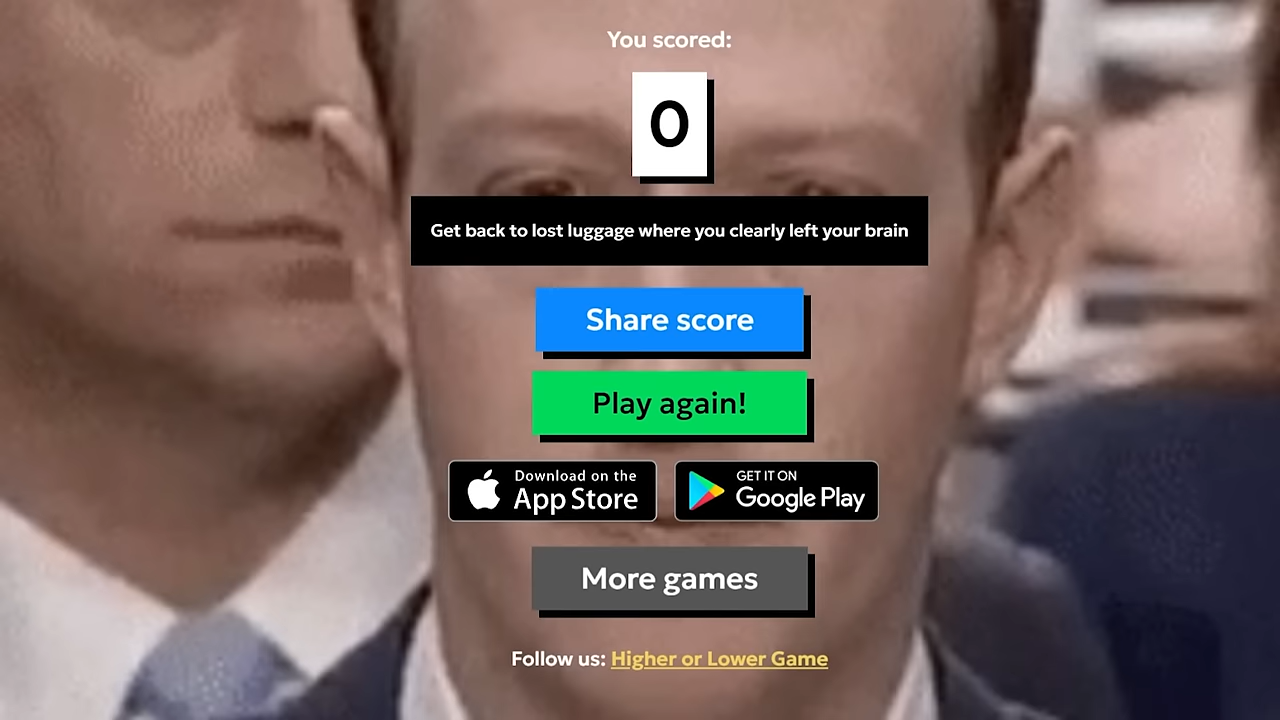 You scored:
0
Get back to lost luggage where you clearly left your brain
Share score
Play again!
Download on the
App Store
GET IT ON
Google Play
More games
Follow us: Higher or Lower Game